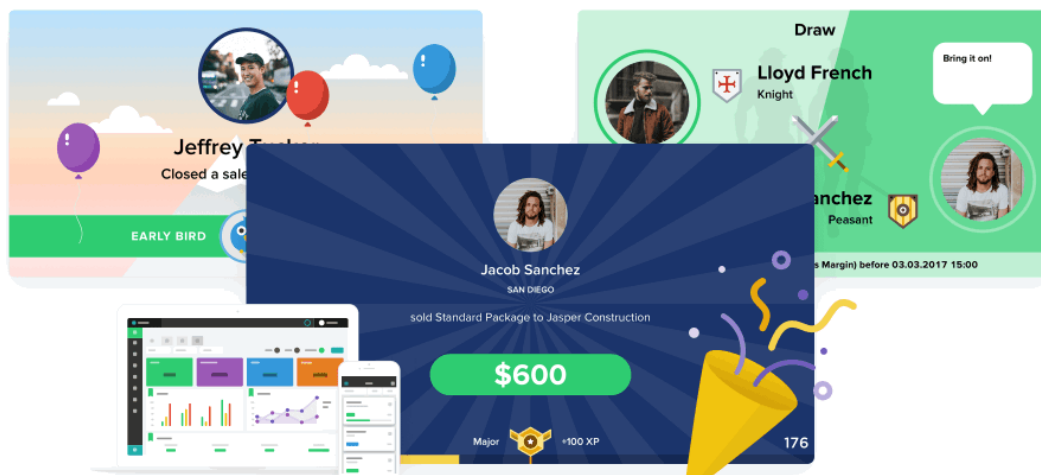 Jeffrey
Closed a sale
EARLY BIRD
Draw
Lloyd French
Knight
Bring it on!
Peasant
Margin) before 03.03.2017 15:00
Jacob Sanchez
SAN DIEGO
sold Standard Package to Jasper Construction
$600
Major
+100 XP
176